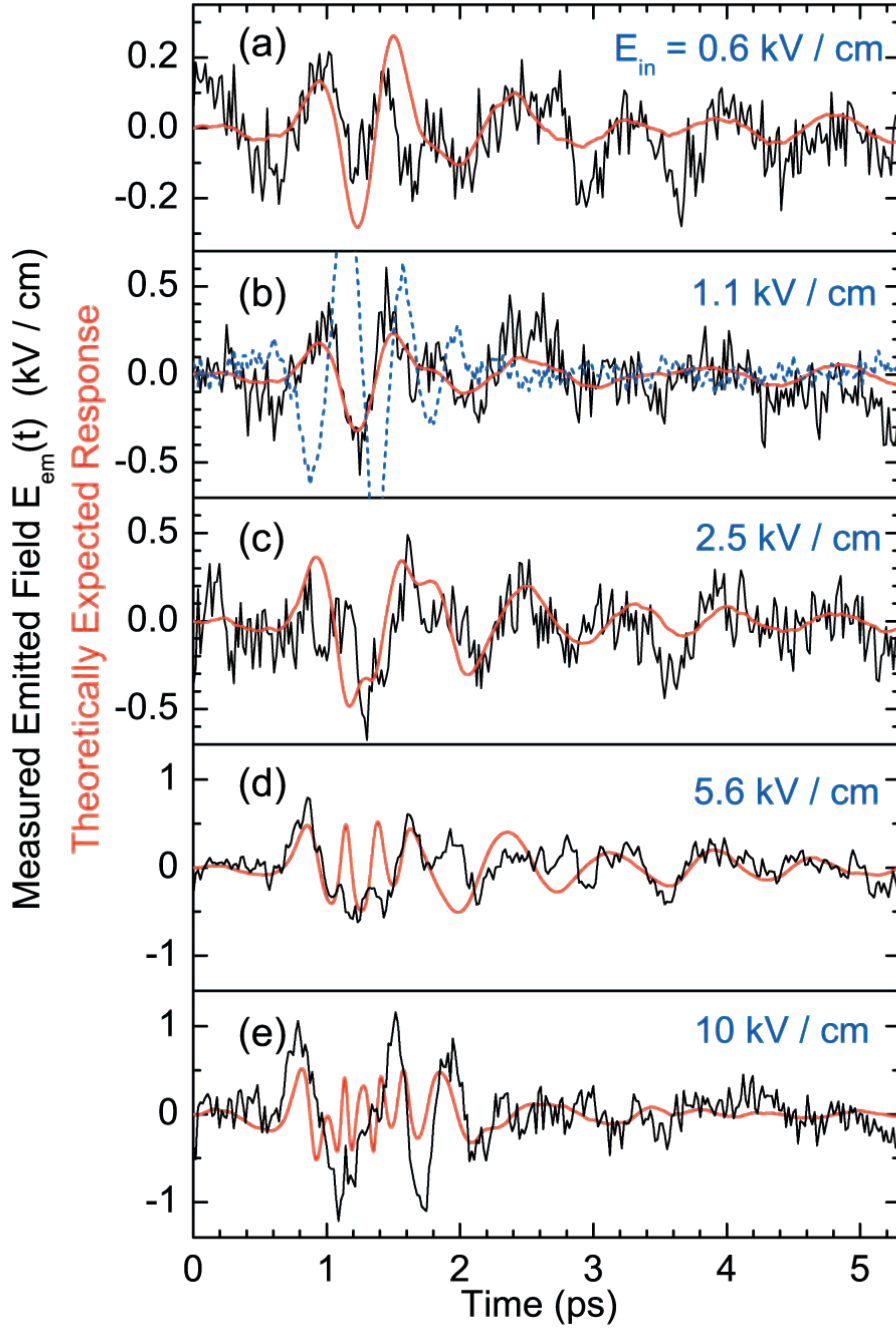 Measured Emitted Field E_em(t) (kV / cm)
Theoretically Expected Response
(a)
E_in = 0.6 kV / cm
0.2
0.0
-0.2
(b)
1.1 kV / cm
0.5
0.0
-0.5
(c)
2.5 kV / cm
0.5
0.0
-0.5
(d)
5.6 kV / cm
1
0
-1
(e)
10 kV / cm
1
0
-1
0 1 2 3 4 5
Time (ps)